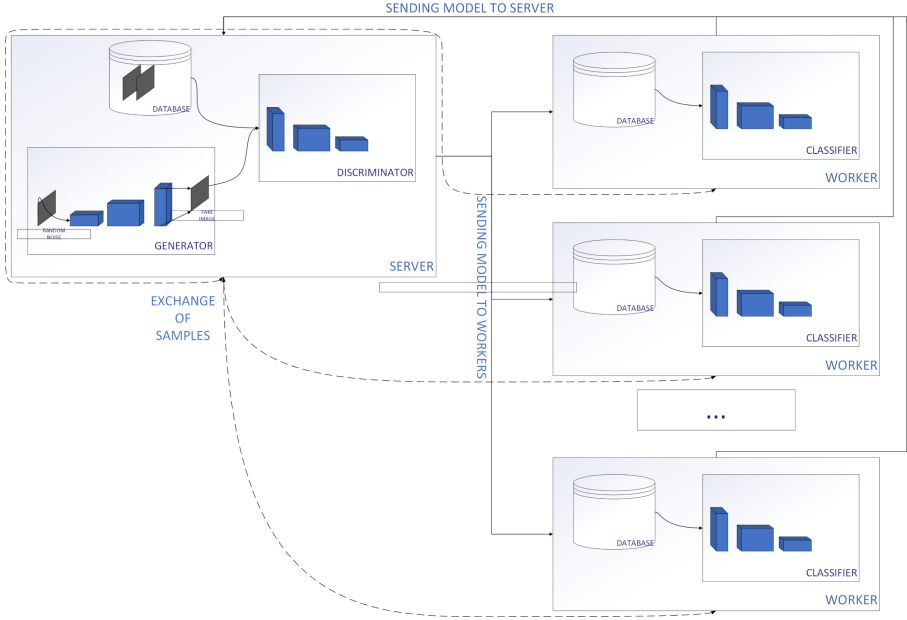 SENDING MODEL TO SERVER
DATABASE
DISCRIMINATOR
RANDOM
NOISE
FAKE
IMAGE
GENERATOR
SERVER
EXCHANGE
OF
SAMPLES
SENDING MODEL TO WORKERS
DATABASE
CLASSIFIER
WORKER
DATABASE
CLASSIFIER
WORKER
...
DATABASE
CLASSIFIER
WORKER